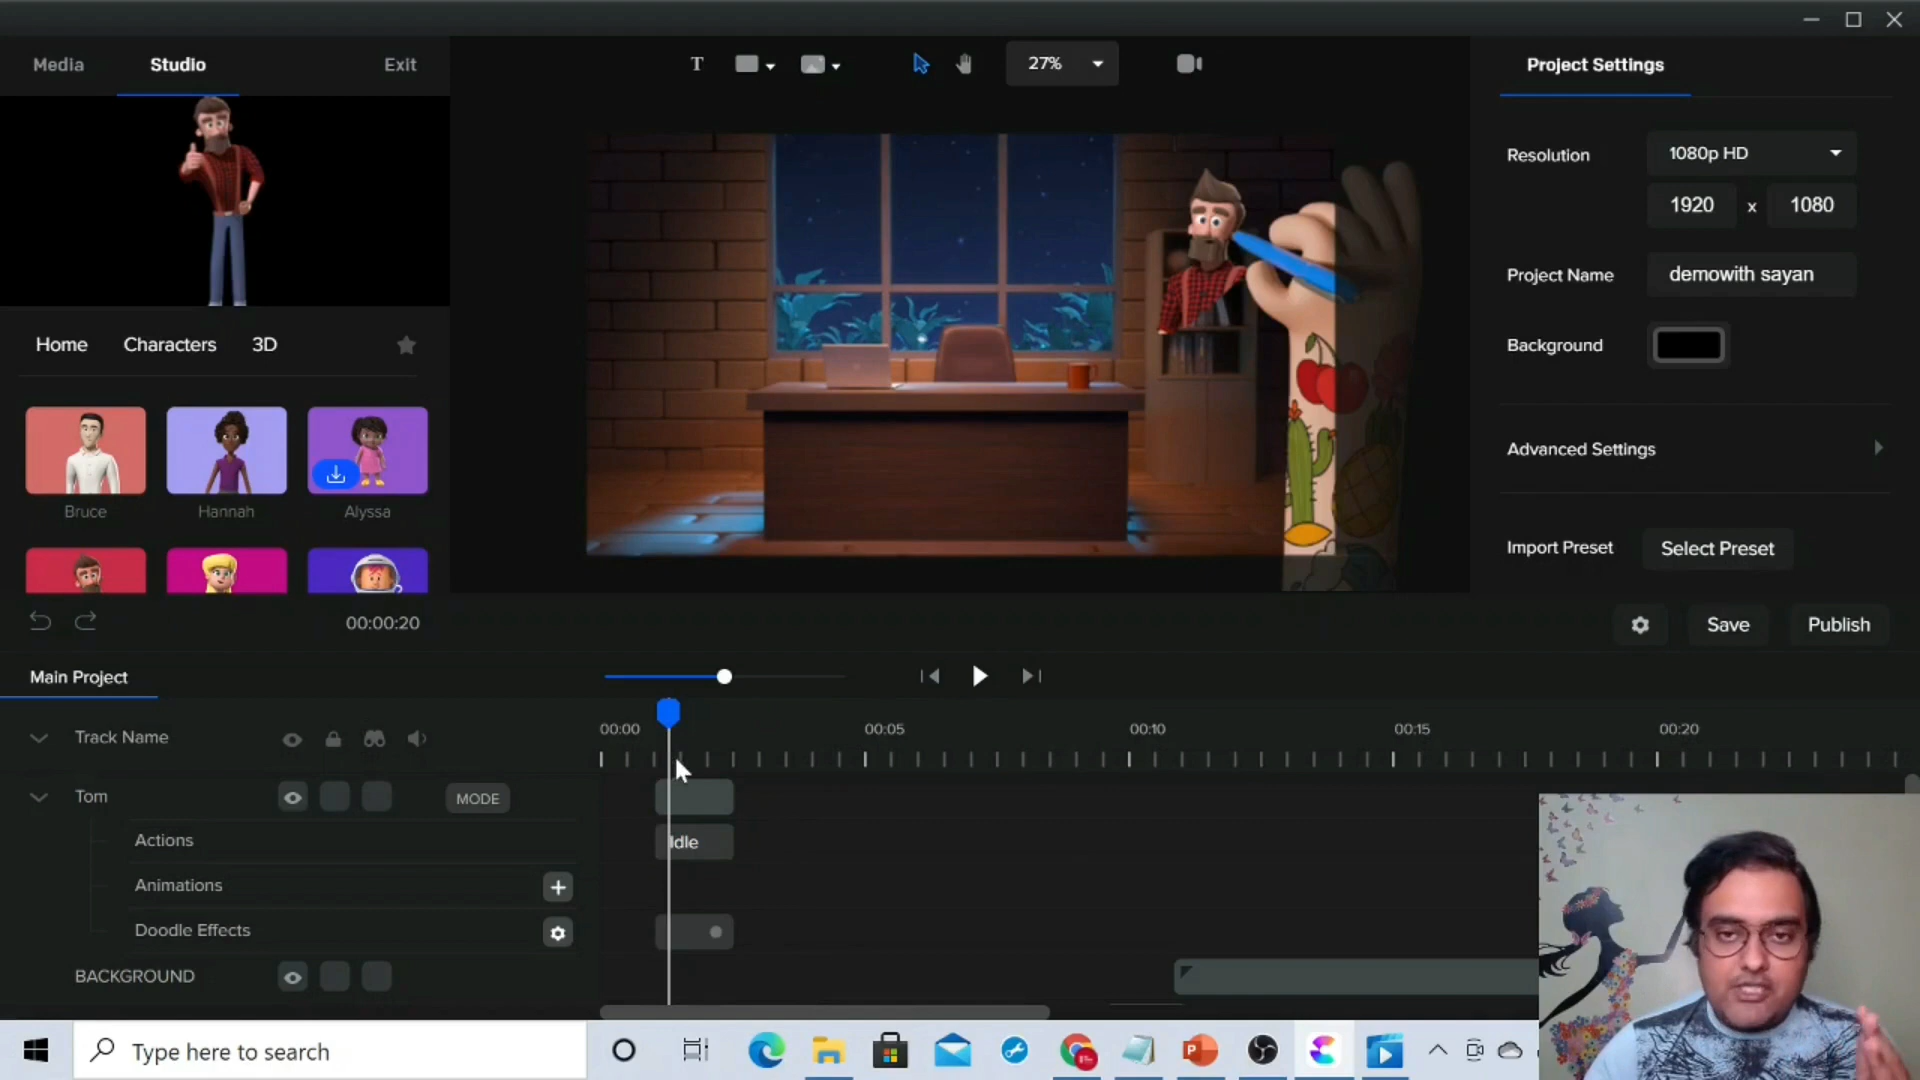 Media
Studio
Exit
T
27%
Project Settings
Resolution
1080p HD
1920 x 1080
Project Name
demowith sayan
Background
Advanced Settings
Import Preset
Select Preset
Home
Characters
3D
Bruce
Hannah
Alyssa
00:00:20
Save
Publish
Main Project
Track Name
00:00
00:05
00:10
00:15
00:20
Tom
MODE
Actions
Idle
Animations
Doodle Effects
BACKGROUND
Type here to search